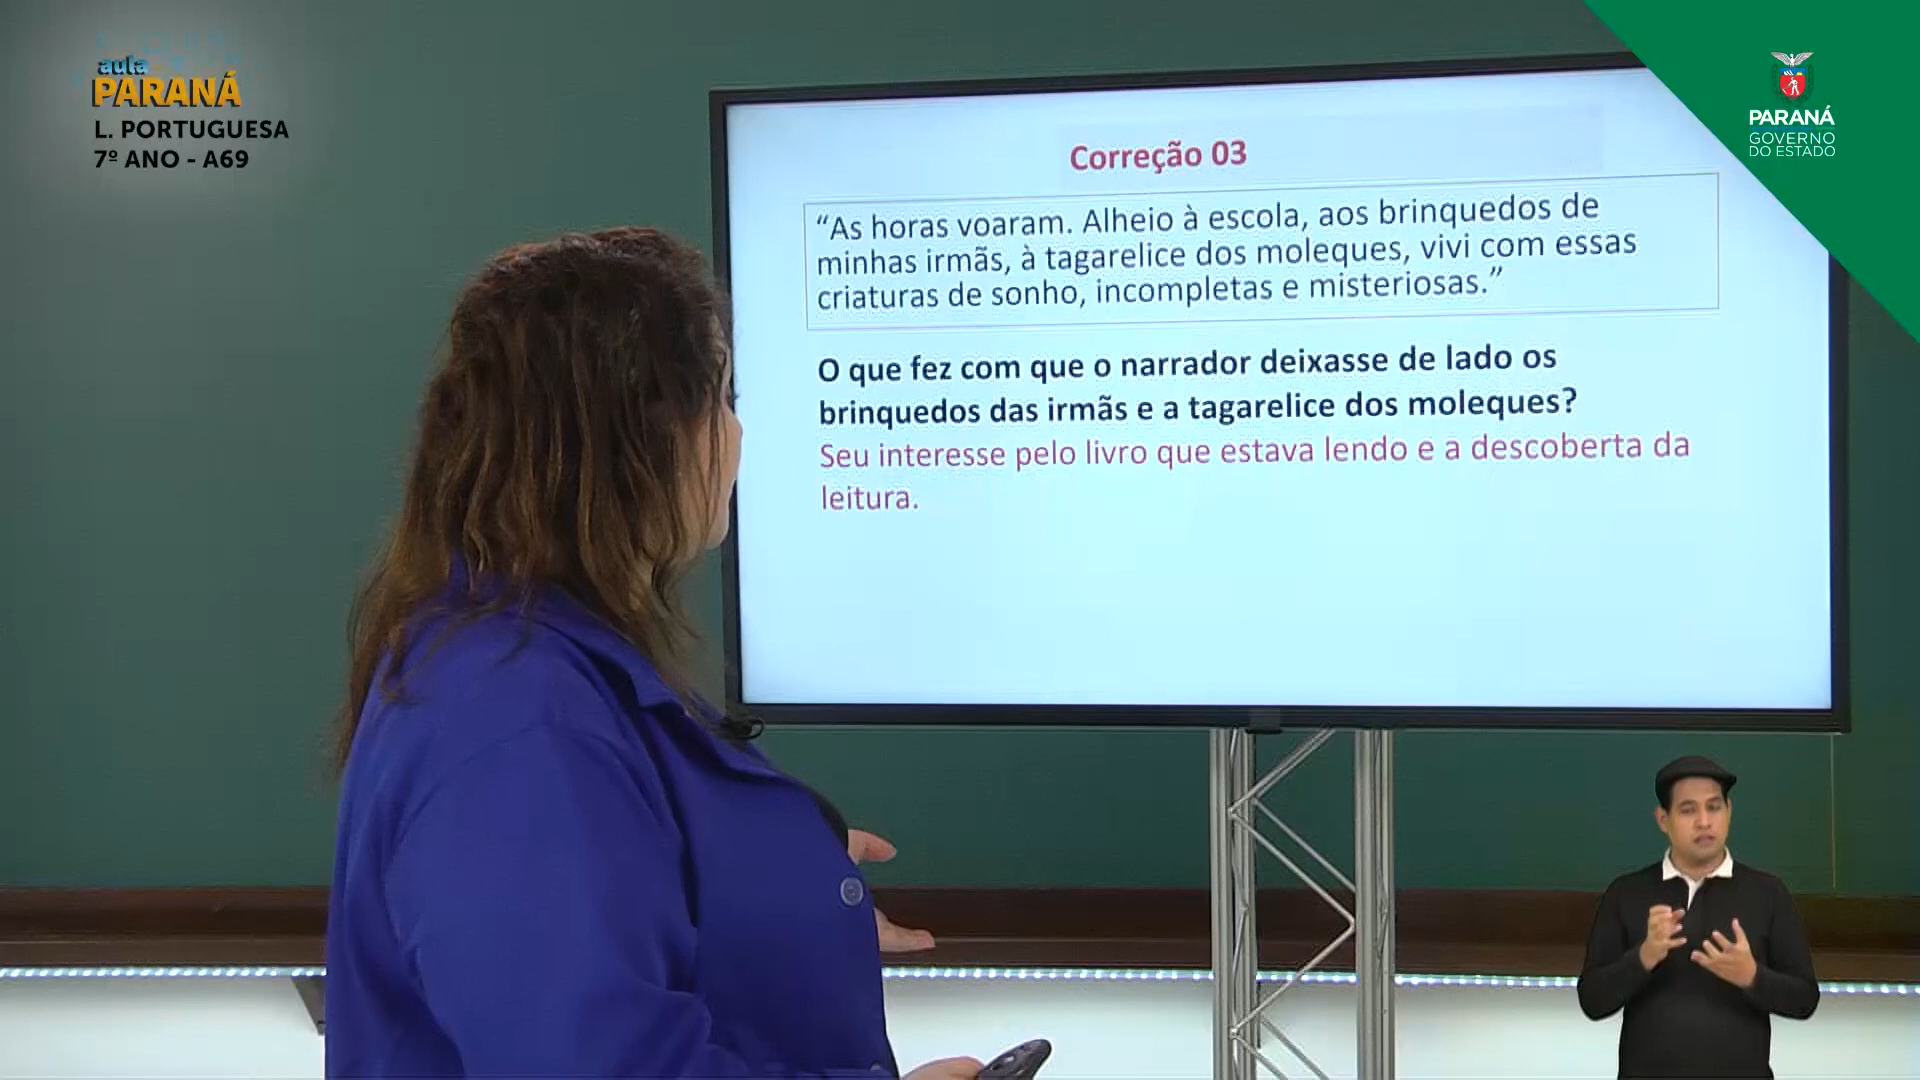 aula
PARANÁ
L. PORTUGUESA
7º ANO - A69
PARANÁ
GOVERNO
DO ESTADO
Correção 03
“As horas voaram. Alheio à escola, aos brinquedos de
minhas irmãs, à tagarelice dos moleques, vivi com essas
criaturas de sonho, incompletas e misteriosas.”
O que fez com que o narrador deixasse de lado os
brinquedos das irmãs e a tagarelice dos moleques?
Seu interesse pelo livro que estava lendo e a descoberta da
leitura.